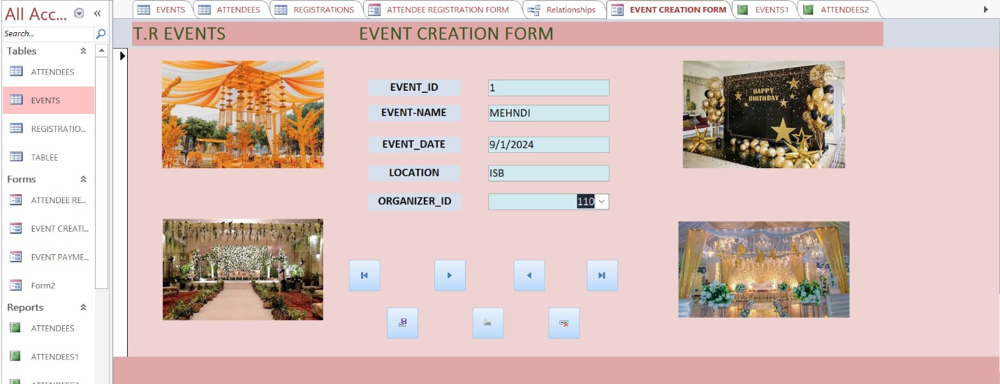 All Acc...
EVENTS
ATTENDEES
REGISTRATIONS
ATTENDEE REGISTRATION FORM
Relationships
EVENT CREATION FORM
EVENTS1
ATTENDEES2
Search...
Tables
ATTENDEES
EVENTS
REGISTRATIO...
TABLEE
Forms
ATTENDEE RE...
EVENT CREATI...
EVENT PAYME...
Form2
Reports
ATTENDEES
ATTENDEES1
ATTENDEES2
T.R EVENTS EVENT CREATION FORM
EVENT_ID 1
EVENT-NAME MEHNDI
EVENT_DATE 9/1/2024
LOCATION ISB
ORGANIZER_ID 110
HAPPY
BIRTHDAY